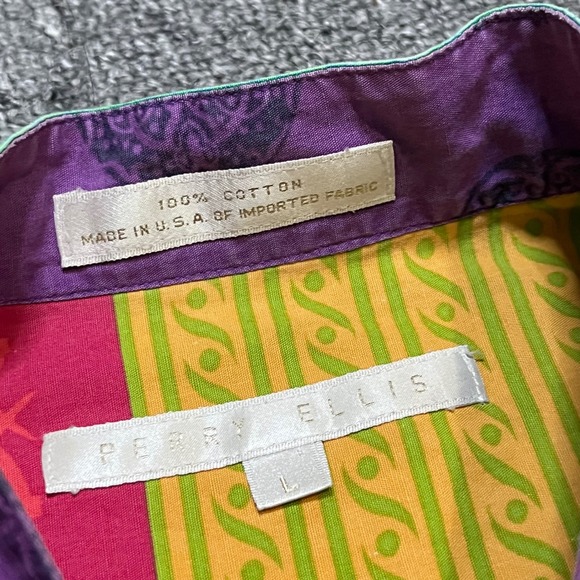 100% COTTON
MADE IN U.S.A. OF IMPORTED FABRIC
PERRY ELLIS
L